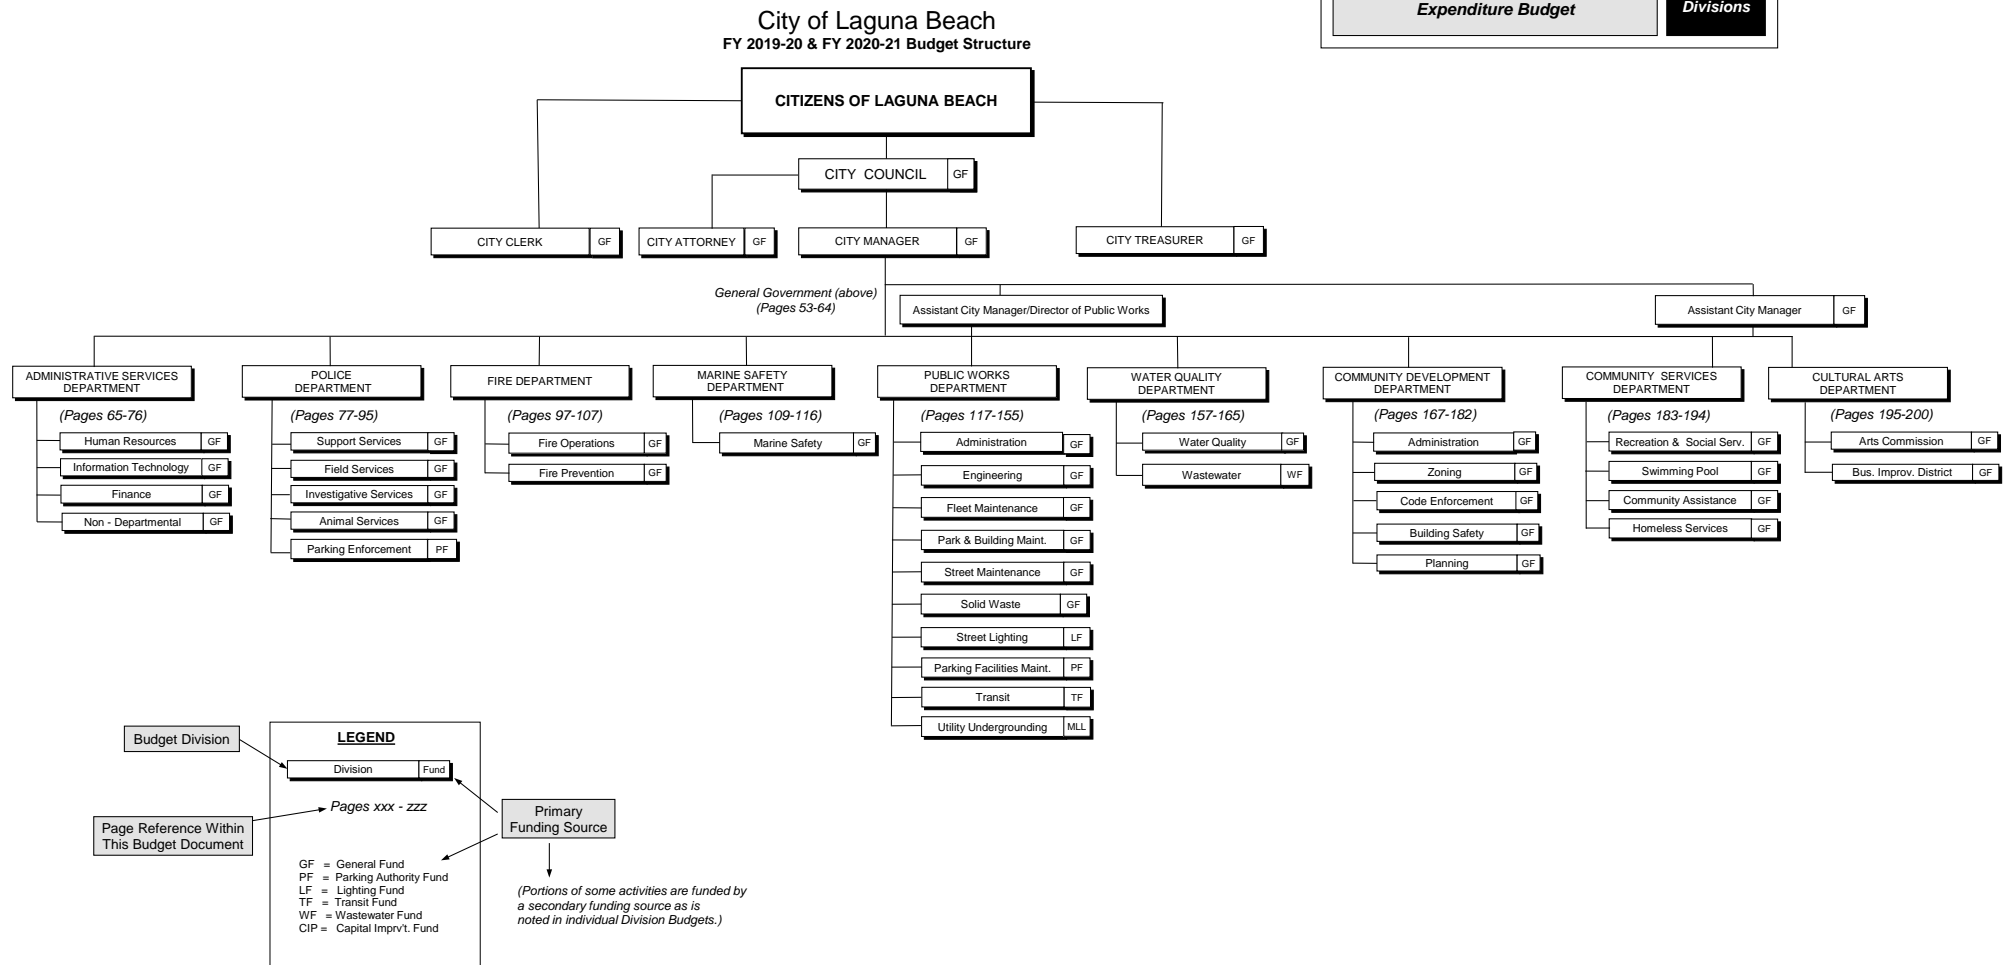 Expenditure Budget
Divisions
City of Laguna Beach
FY 2019-20 & FY 2020-21 Budget Structure
CITIZENS OF LAGUNA BEACH
CITY COUNCIL GF
CITY CLERK GF
CITY ATTORNEY GF
CITY MANAGER GF
CITY TREASURER GF
General Government (above)
(Pages 53-64)
Assistant City Manager/Director of Public Works
Assistant City Manager GF
ADMINISTRATIVE SERVICES
DEPARTMENT
(Pages 65-76)
Human Resources GF
Information Technology GF
Finance GF
Non - Departmental GF
POLICE
DEPARTMENT
(Pages 77-95)
Support Services GF
Field Services GF
Investigative Services GF
Animal Services GF
Parking Enforcement PF
FIRE DEPARTMENT
(Pages 97-107)
Fire Operations GF
Fire Prevention GF
MARINE SAFETY
DEPARTMENT
(Pages 109-116)
Marine Safety GF
PUBLIC WORKS
DEPARTMENT
(Pages 117-155)
Administration GF
Engineering GF
Fleet Maintenance GF
Park & Building Maint. GF
Street Maintenance GF
Solid Waste GF
Street Lighting LF
Parking Facilities Maint. PF
Transit TF
Utility Undergrounding MLL
WATER QUALITY
DEPARTMENT
(Pages 157-165)
Water Quality GF
Wastewater WF
COMMUNITY DEVELOPMENT
DEPARTMENT
(Pages 167-182)
Administration GF
Zoning GF
Code Enforcement GF
Building Safety GF
Planning GF
COMMUNITY SERVICES
DEPARTMENT
(Pages 183-194)
Recreation & Social Serv. GF
Swimming Pool GF
Community Assistance GF
Homeless Services GF
CULTURAL ARTS
DEPARTMENT
(Pages 195-200)
Arts Commission GF
Bus. Improv. District GF
LEGEND
Budget Division
Division Fund
Pages xxx - zzz
Page Reference Within
This Budget Document
Primary
Funding Source
GF = General Fund
PF = Parking Authority Fund
LF = Lighting Fund
TF = Transit Fund
WF = Wastewater Fund
CIP = Capital Imprv't. Fund
(Portions of some activities are funded by
a secondary funding source as is
noted in individual Division Budgets.)